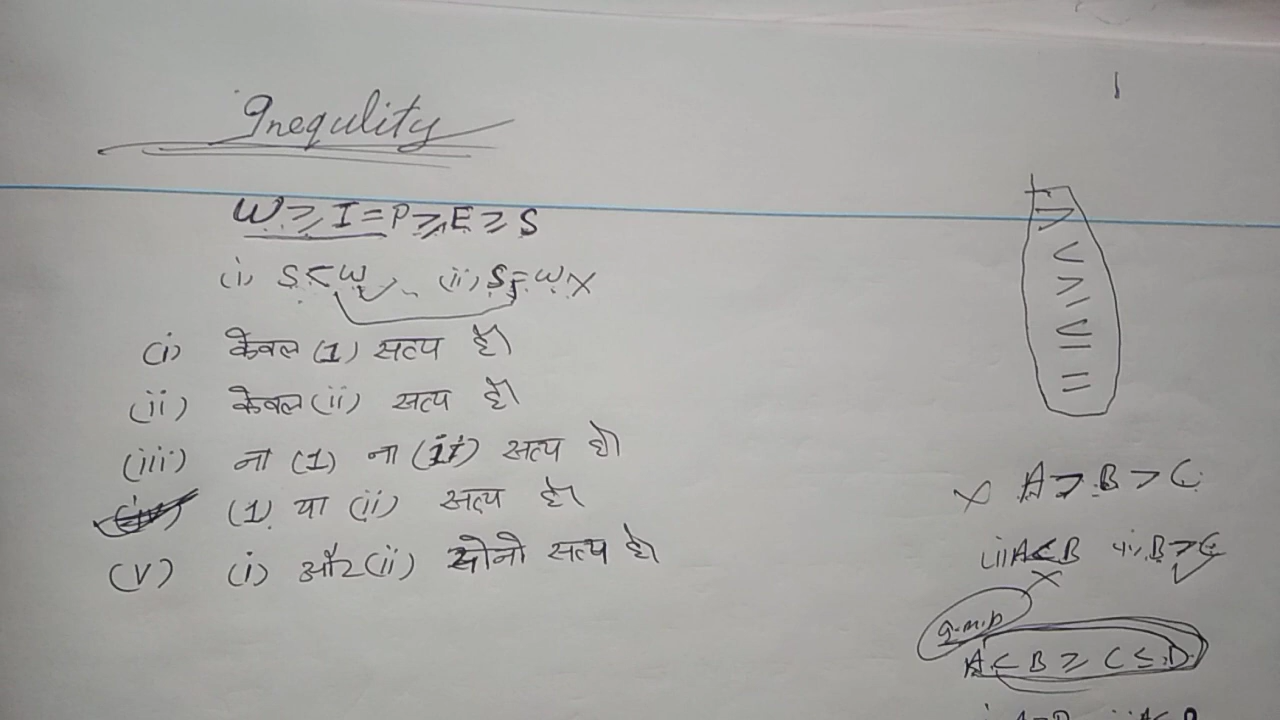 Inequlity
W ≥ I = P ≥ E ≥ S
(i) S < W ✓ (ii) S = W ×
(i) केवल (1) सत्य है।
(ii) केवल (ii) सत्य है।
(iii) ना (1) ना (ii) सत्य है।
(iv) (1) या (ii) सत्य है।
(v) (i) और (ii) दोनो सत्य है।
1
>
<
≥
≤
=
× A > B > C
(i) A < B (ii) B > C
× ✓
A < B ≥ C ≤ D